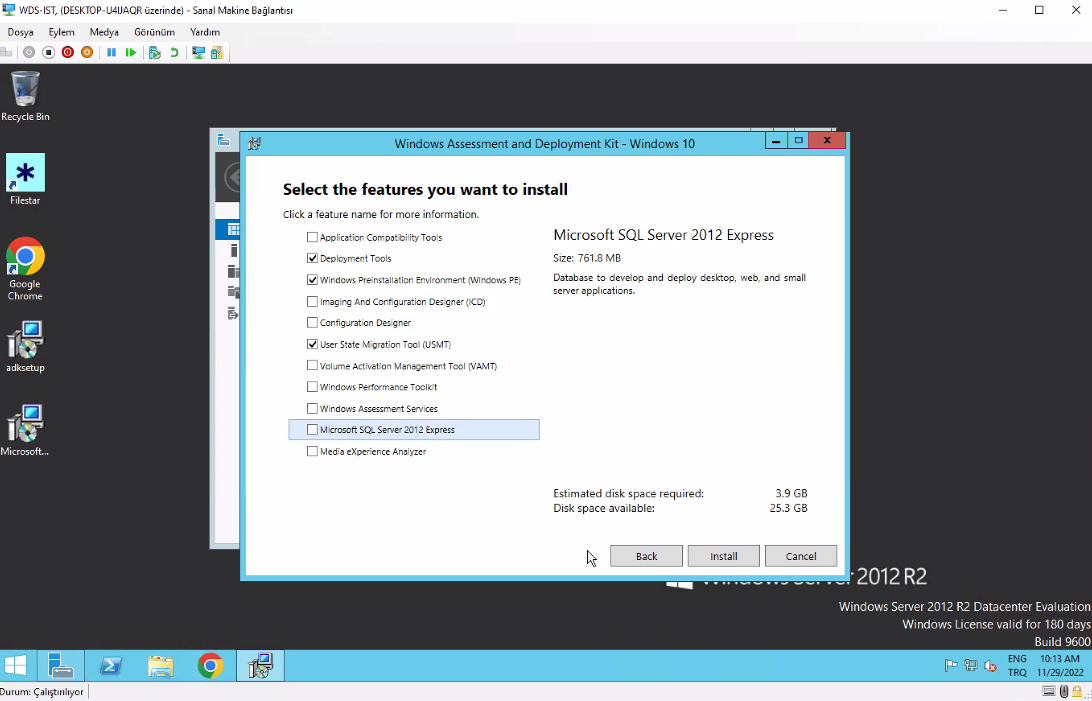 WDS-IST, (DESKTOP-U4IJAQR üzerinde) - Sanal Makine Bağlantısı
Dosya Eylem Medya Görünüm Yardım
Recycle Bin
Filestar
Google
Chrome
adksetup
Microsoft...
Windows Assessment and Deployment Kit - Windows 10
Select the features you want to install
Click a feature name for more information.
Application Compatibility Tools
Deployment Tools
Windows Preinstallation Environment (Windows PE)
Imaging And Configuration Designer (ICD)
Configuration Designer
User State Migration Tool (USMT)
Volume Activation Management Tool (VAMT)
Windows Performance Toolkit
Windows Assessment Services
Microsoft SQL Server 2012 Express
Media eXperience Analyzer
Microsoft SQL Server 2012 Express
Size: 761.8 MB
Database to develop and deploy desktop, web, and small
server applications.
Estimated disk space required: 3.9 GB
Disk space available: 25.3 GB
Back Install Cancel
Windows Server 2012 R2
Windows Server 2012 R2 Datacenter Evaluation
Windows License valid for 180 days
Build 9600
ENG 10:13 AM
TRQ 11/29/2022
Durum: Çalıştırılıyor